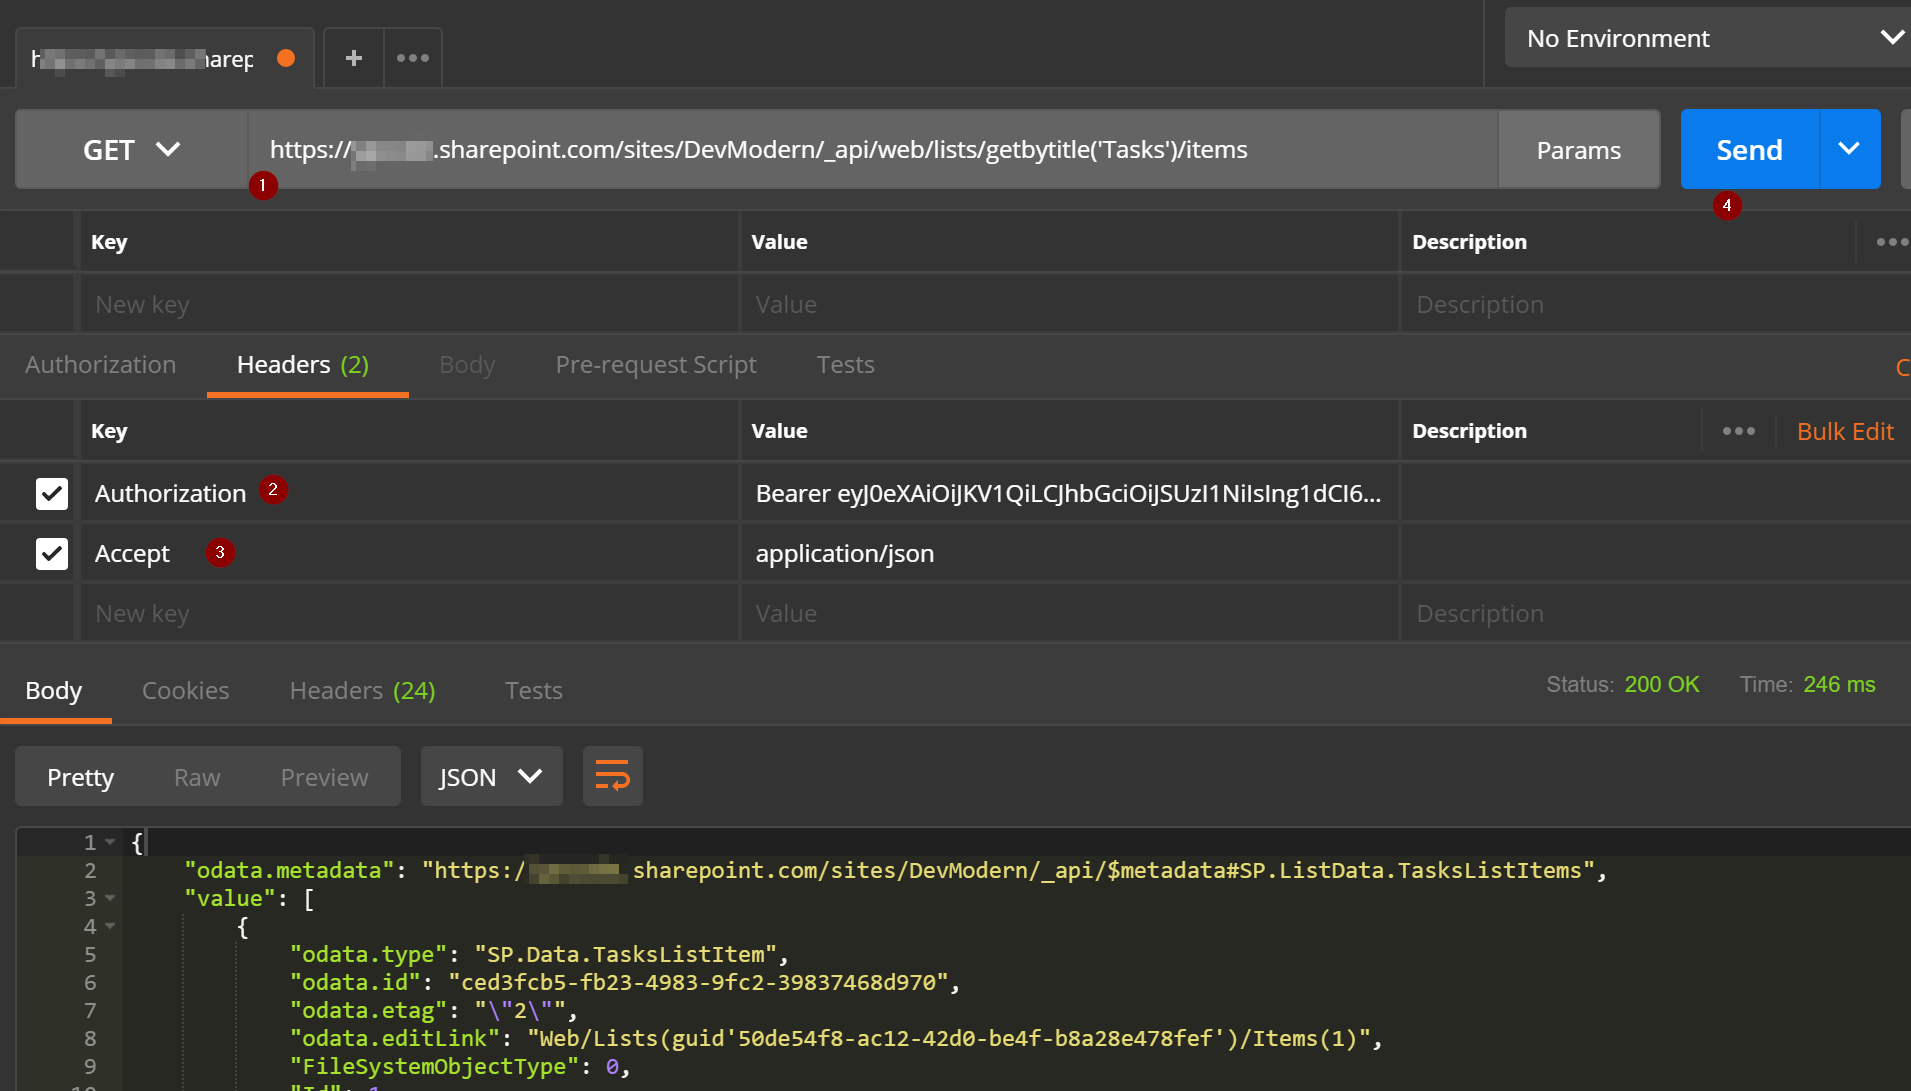 No Environment
GET https:// .sharepoint.com/sites/DevModern/_api/web/lists/getbytitle('Tasks')/items Params Send
1
4
Key Value Description
New key Value Description
Authorization Headers (2) Body Pre-request Script Tests
Key Value Description Bulk Edit
Authorization 2 Bearer eyJ0eXAiOiJKV1QiLCJhbGciOiJSUzI1NiIsIng1dCI6...
Accept 3 application/json
New key Value Description
Body Cookies Headers (24) Tests Status: 200 OK Time: 246 ms
Pretty Raw Preview JSON
1 {
2 "odata.metadata": "https:/ sharepoint.com/sites/DevModern/_api/$metadata#SP.ListData.TasksListItems",
3 "value": [
4 {
5 "odata.type": "SP.Data.TasksListItem",
6 "odata.id": "ced3fcb5-fb23-4983-9fc2-39837468d970",
7 "odata.etag": "\"2\"",
8 "odata.editLink": "Web/Lists(guid'50de54f8-ac12-42d0-be4f-b8a28e478fef')/Items(1)",
9 "FileSystemObjectType": 0,